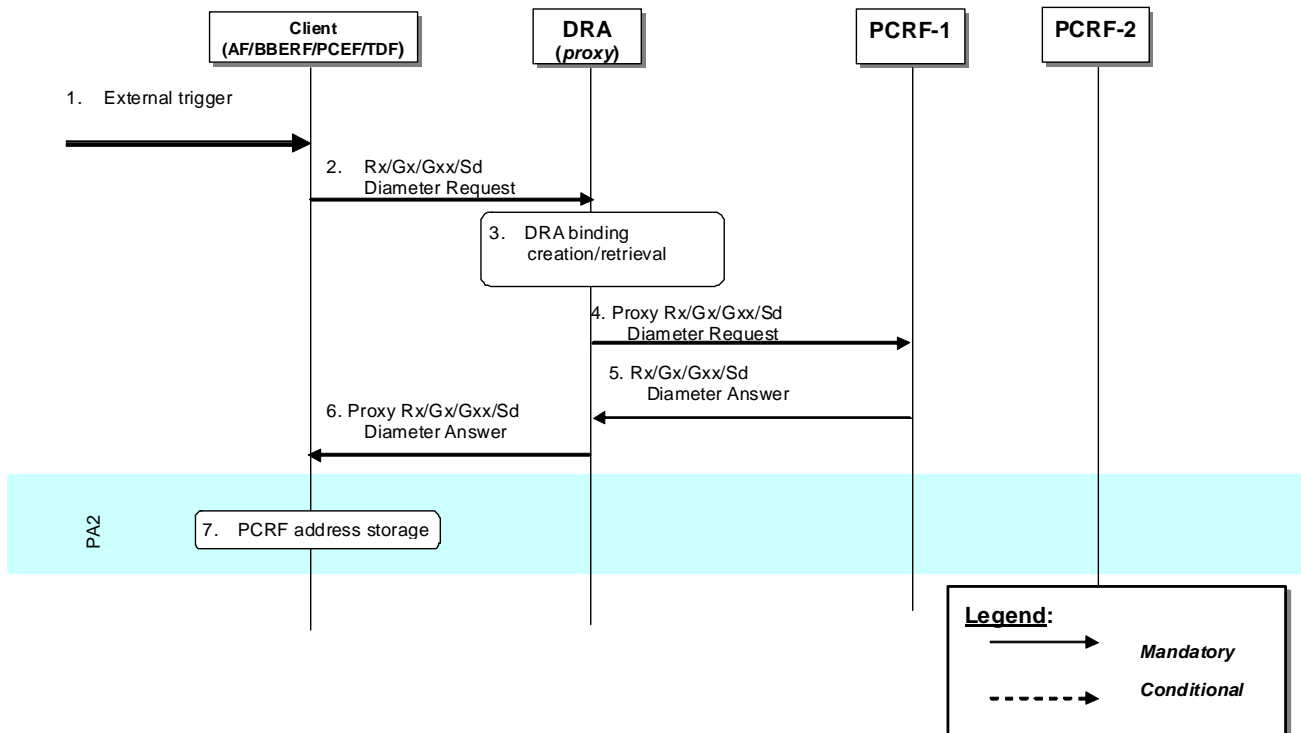 Client
(AF/BBERF/PCEF/TDF)
DRA
(proxy)
PCRF-1
PCRF-2
1. External trigger
2. Rx/Gx/Gxx/Sd
Diameter Request
3. DRA binding
creation/retrieval
4. Proxy Rx/Gx/Gxx/Sd
Diameter Request
5. Rx/Gx/Gxx/Sd
Diameter Answer
6. Proxy Rx/Gx/Gxx/Sd
Diameter Answer
PA2
7. PCRF address storage
Legend:
Mandatory
Conditional